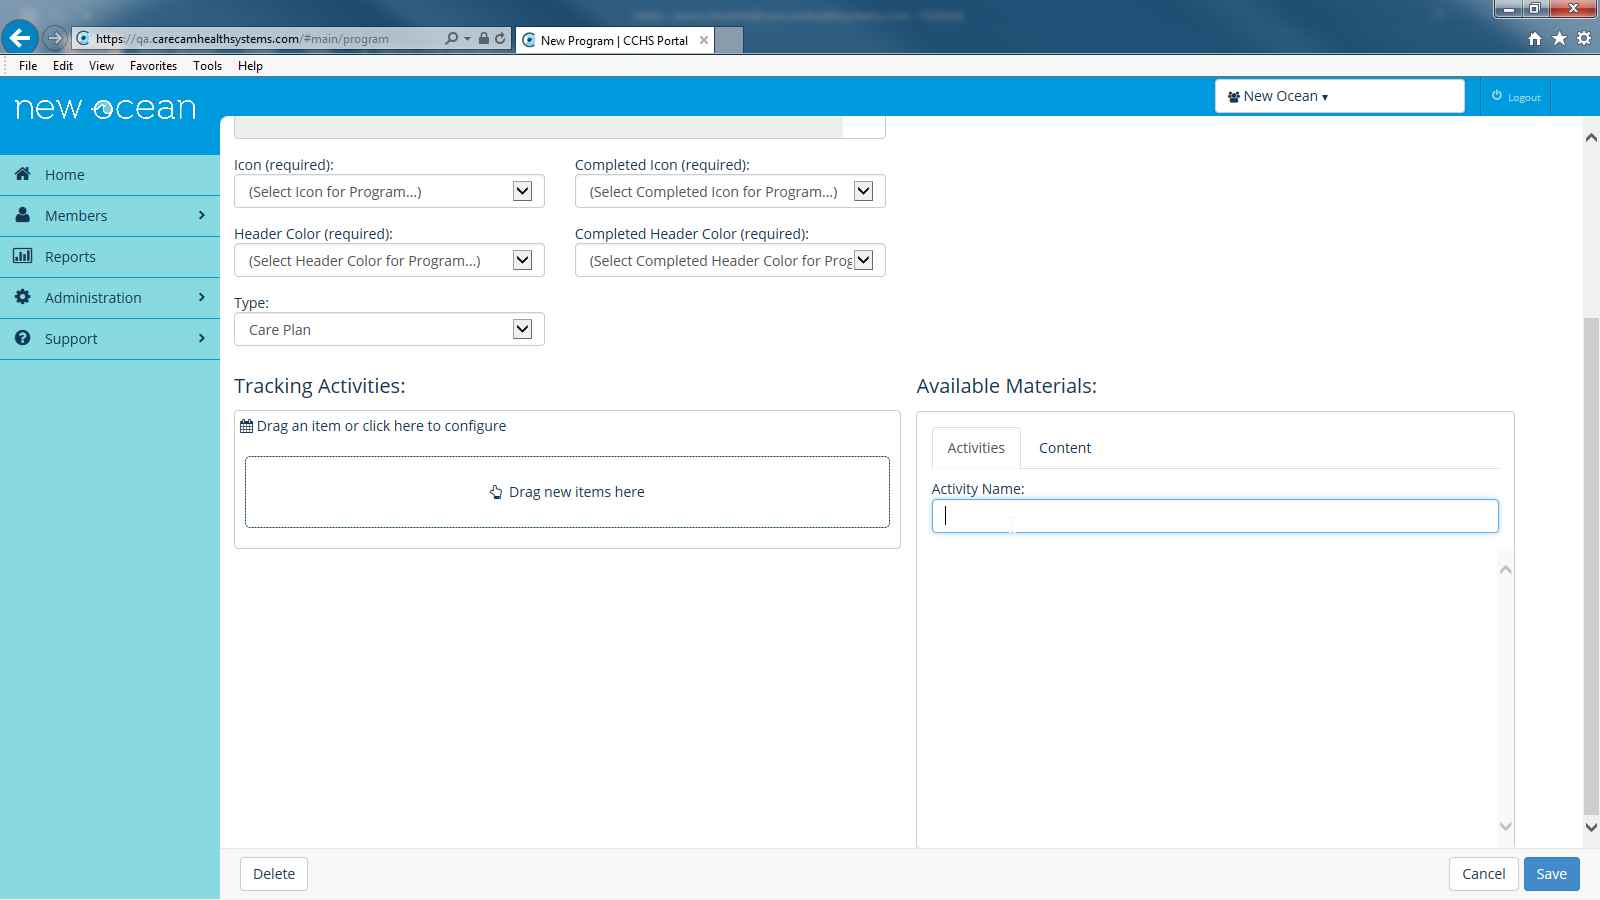 https://qa.carecamhealthsystems.com/#main/program
New Program | CCHS Portal
File Edit View Favorites Tools Help
new ocean
New Ocean
Logout
Home
Members
Reports
Administration
Support
Icon (required):
Completed Icon (required):
(Select Icon for Program...)
(Select Completed Icon for Program...)
Header Color (required):
Completed Header Color (required):
(Select Header Color for Program...)
(Select Completed Header Color for Prog
Type:
Care Plan
Tracking Activities:
Available Materials:
Drag an item or click here to configure
Drag new items here
Activities
Content
Activity Name:
Delete
Cancel
Save